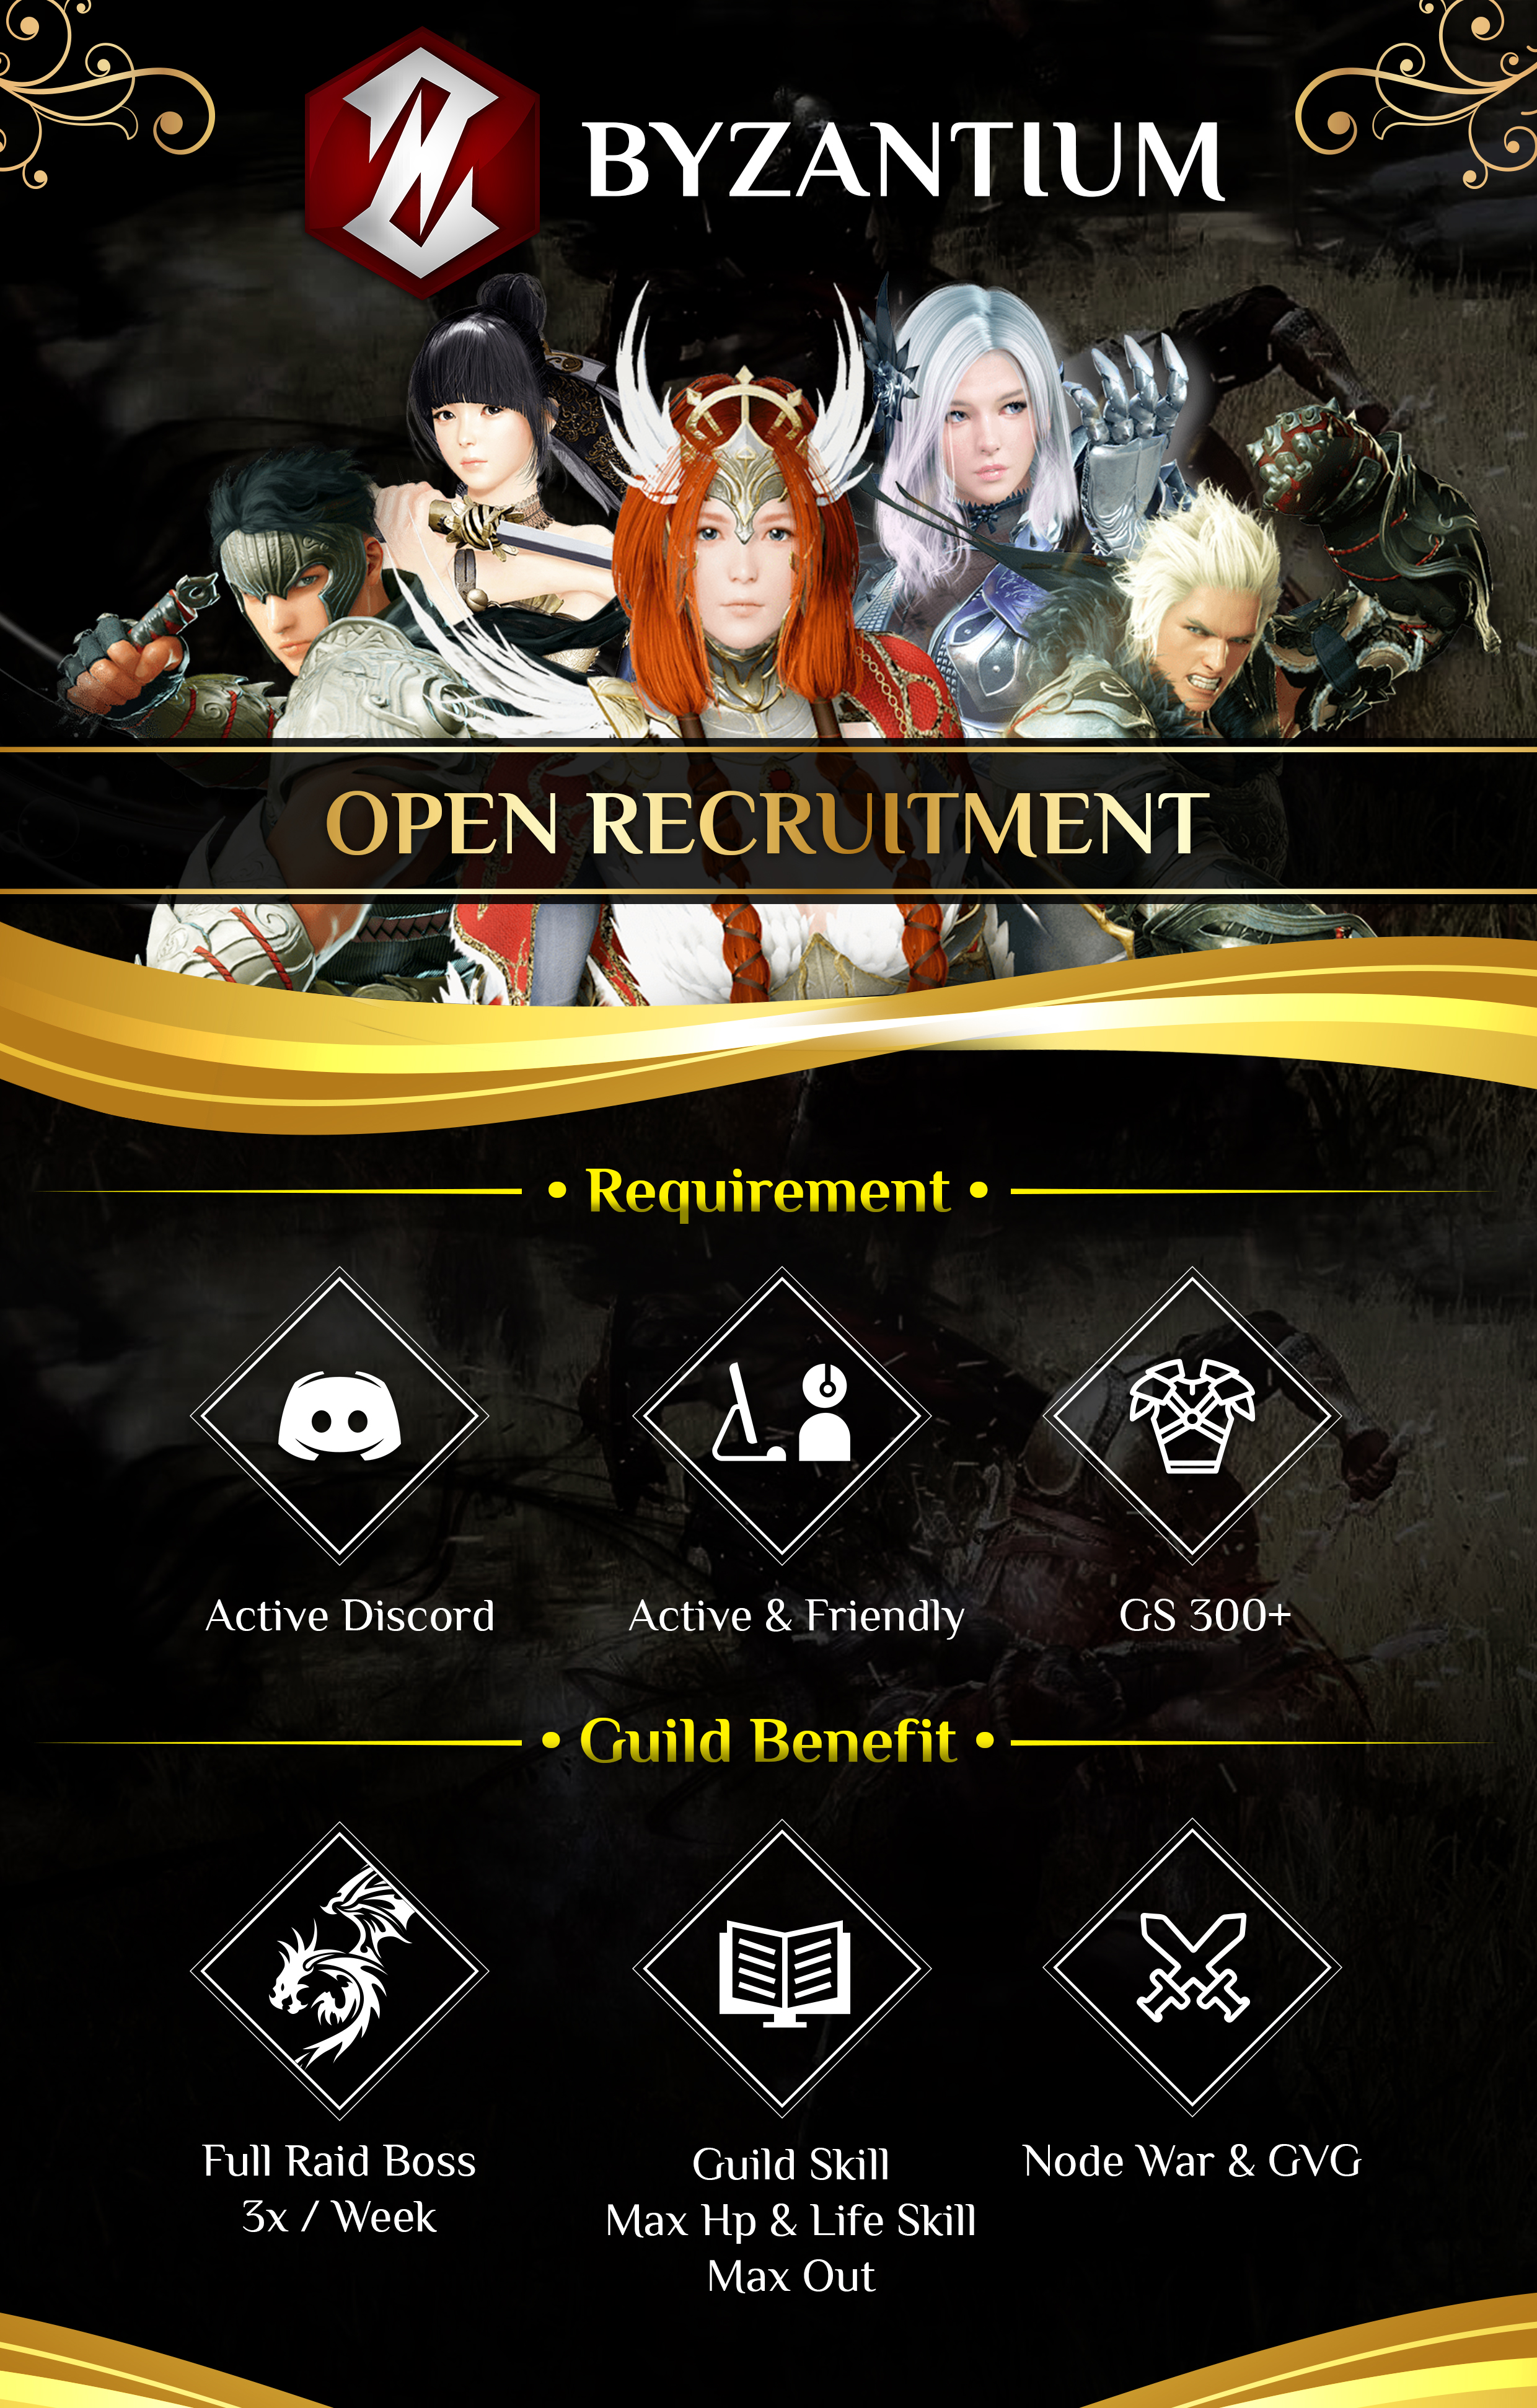 BYZANTIUM
OPEN RECRUITMENT
• Requirement •
Active Discord
Active & Friendly
GS 300+
• Guild Benefit •
Full Raid Boss
3x / Week
Guild Skill
Max Hp & Life Skill
Max Out
Node War & GVG